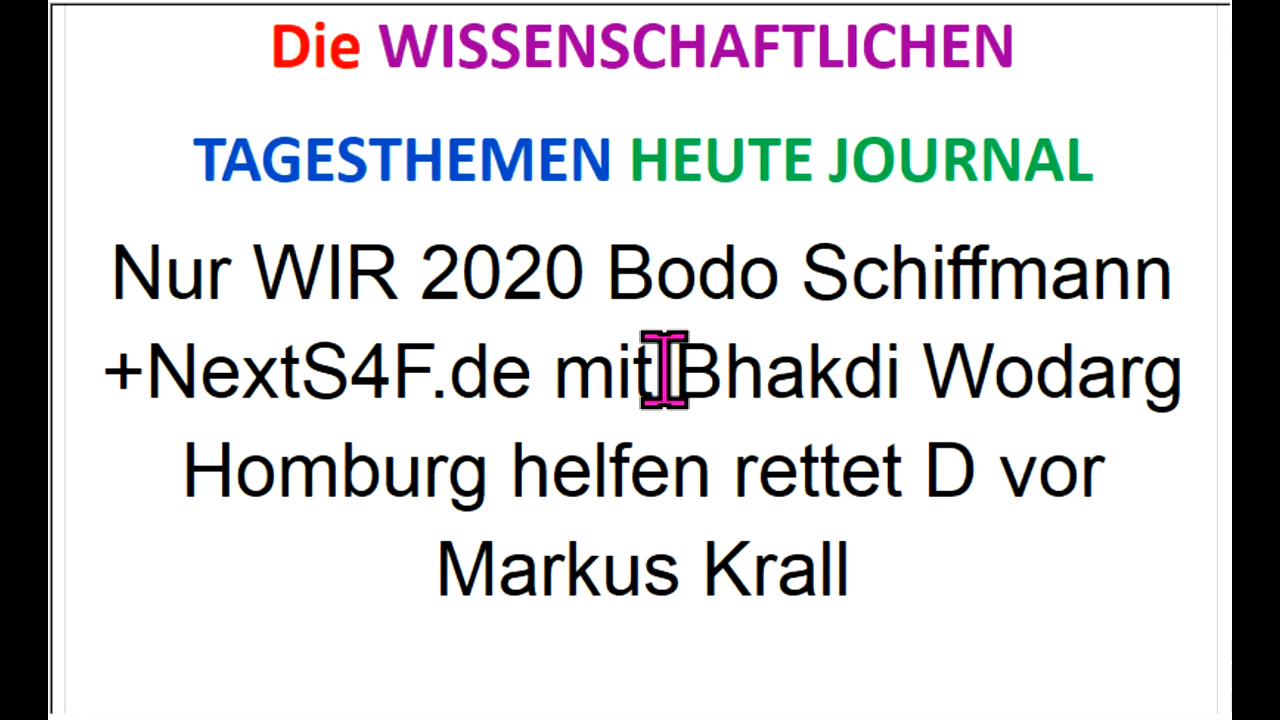 Die WISSENSCHAFTLICHEN
TAGESTHEMEN HEUTE JOURNAL
Nur WIR 2020 Bodo Schiffmann
+NextS4F.de mit Bhakdi Wodarg
Homburg helfen rettet D vor
Markus Krall